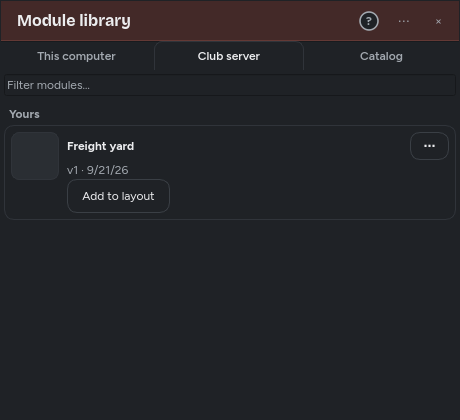 Module library
? ... ×
This computer
Club server
Catalog
Filter modules...
Yours
Freight yard
...
v1 · 9/21/26
Add to layout